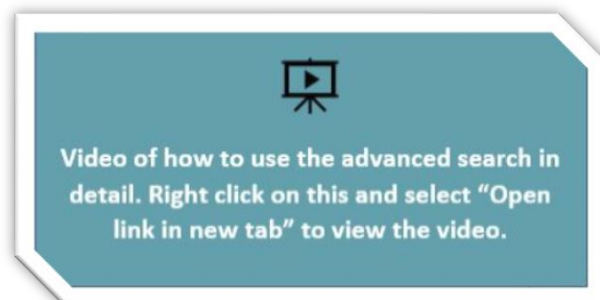 Video of how to use the advanced search in
detail. Right click on this and select “Open
link in new tab” to view the video.